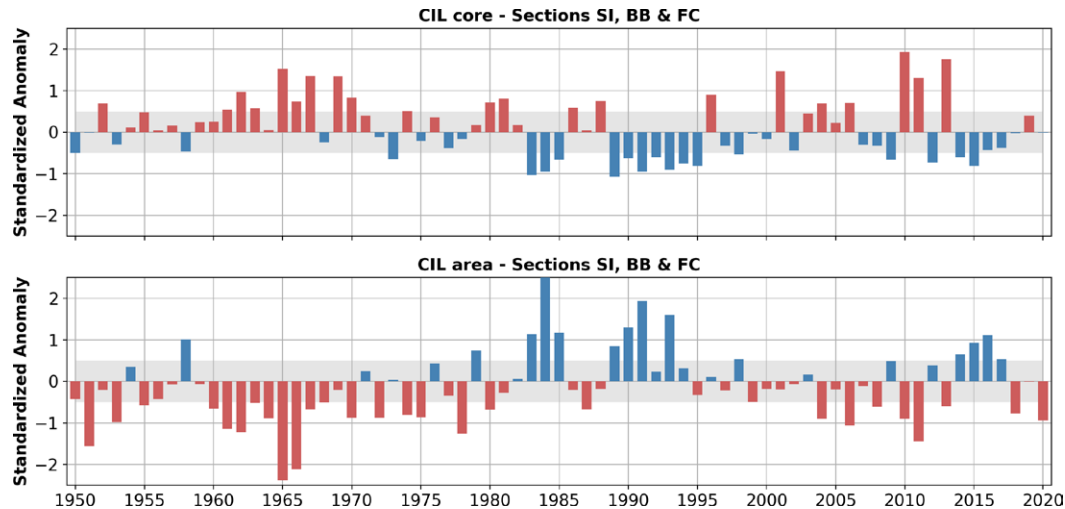 CIL core - Sections SI, BB & FC
Standardized Anomaly
2
1
0
−1
−2
CIL area - Sections SI, BB & FC
Standardized Anomaly
2
1
0
−1
−2
1950 1955 1960 1965 1970 1975 1980 1985 1990 1995 2000 2005 2010 2015 2020